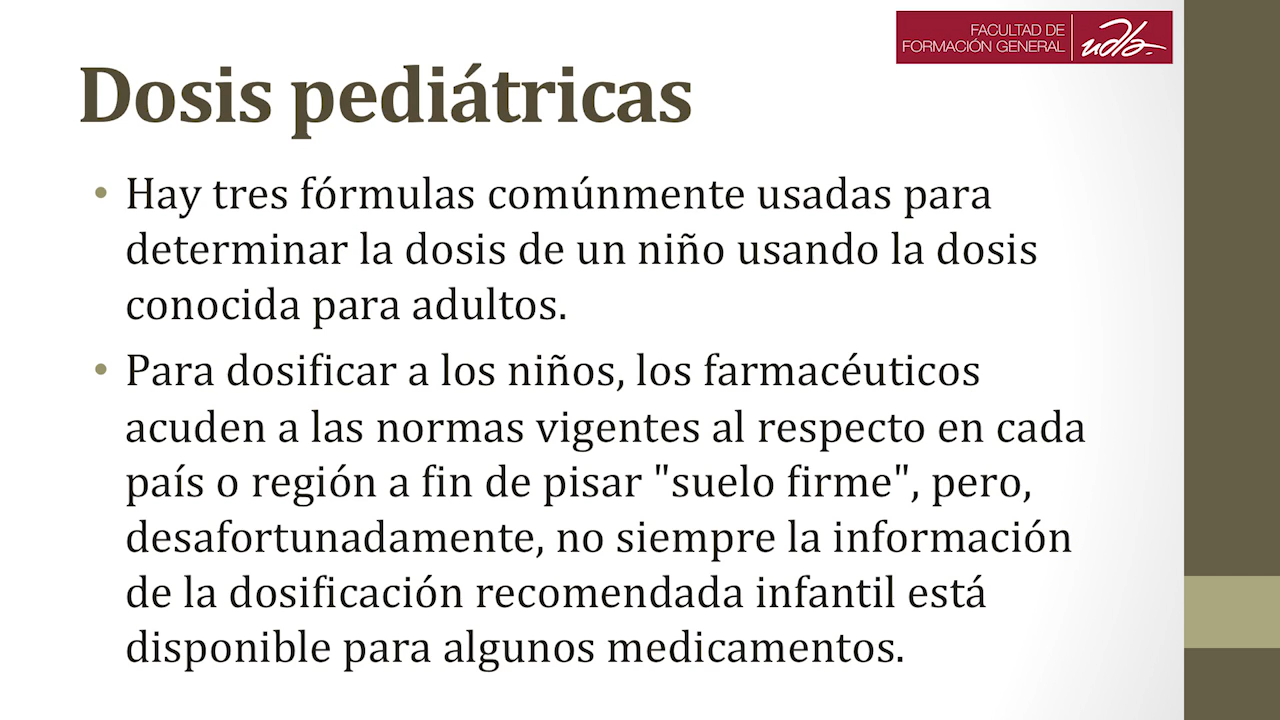 FACULTAD DE
FORMACIÓN GENERAL
udla.
Dosis pediátricas
• Hay tres fórmulas comúnmente usadas para
determinar la dosis de un niño usando la dosis
conocida para adultos.
• Para dosificar a los niños, los farmacéuticos
acuden a las normas vigentes al respecto en cada
país o región a fin de pisar "suelo firme", pero,
desafortunadamente, no siempre la información
de la dosificación recomendada infantil está
disponible para algunos medicamentos.